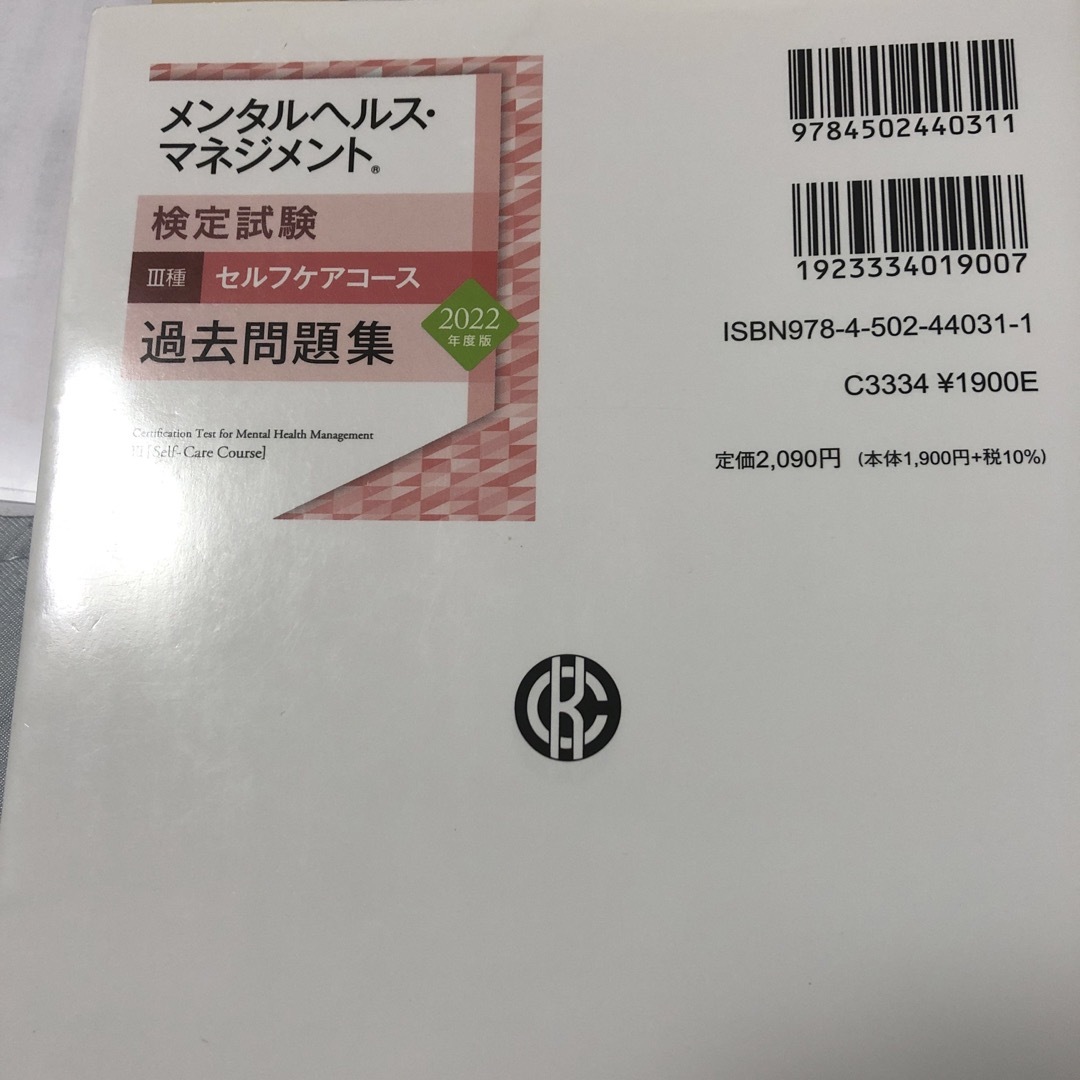 メンタルヘルス・
マネジメント®
検定試験
Ⅲ種 セルフケアコース
過去問題集
2022
年度版
Certification Test for Mental Health Management
Ⅲ [Self-Care Course]
9784502440311
1923334019007
ISBN978-4-502-44031-1
C3334 ¥1900E
定価2,090円 (本体1,900円+税10%)